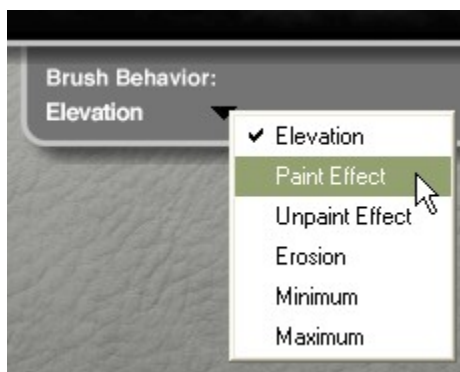 Brush Behavior:
Elevation
Elevation
Paint Effect
Unpaint Effect
Erosion
Minimum
Maximum